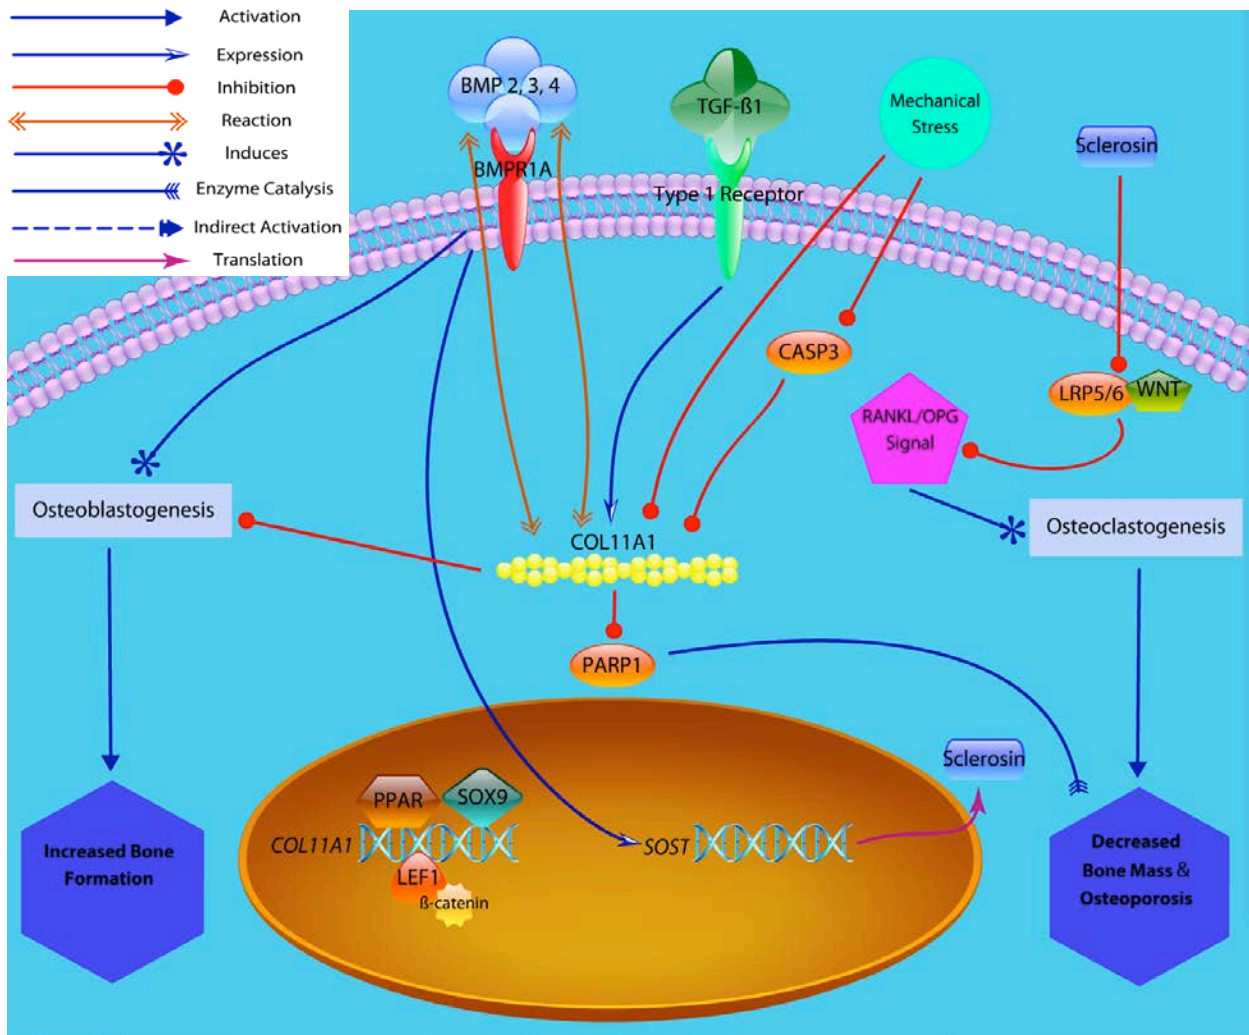 Activation
Expression
Inhibition
Reaction
Induces
Enzyme Catalysis
Indirect Activation
Translation
BMP 2, 3, 4
BMPR1A
TGF-ß1
Type 1 Receptor
Mechanical
Stress
Sclerosin
CASP3
LRP5/6
WNT
RANKL/OPG
Signal
Osteoblastogenesis
COL11A1
Osteoclastogenesis
PARP1
PPAR
SOX9
COL11A1
LEF1
ß-catenin
SOST
Sclerosin
Increased Bone
Formation
Decreased
Bone Mass &
Osteoporosis